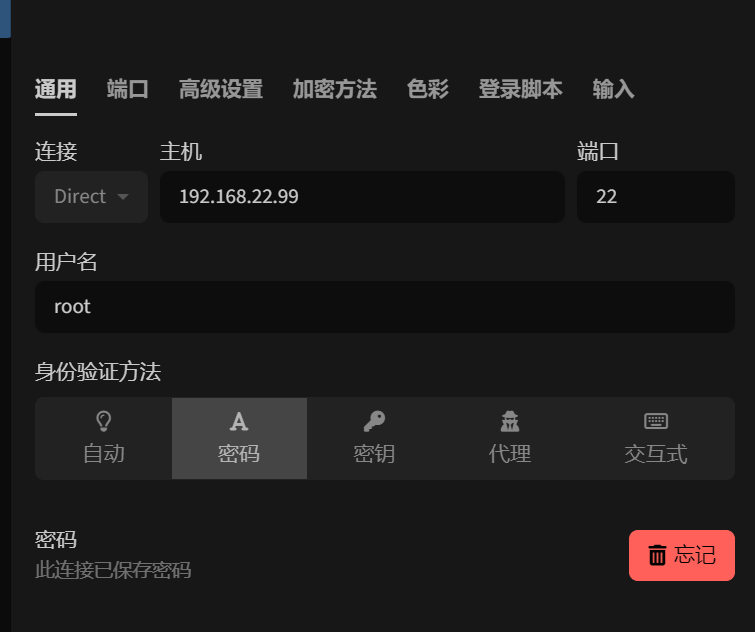 通用 端口 高级设置 加密方法 色彩 登录脚本 输入
连接 主机 端口
Direct 192.168.22.99 22
用户名
root
身份验证方法
自动 密码 密钥 代理 交互式
密码
此连接已保存密码
忘记